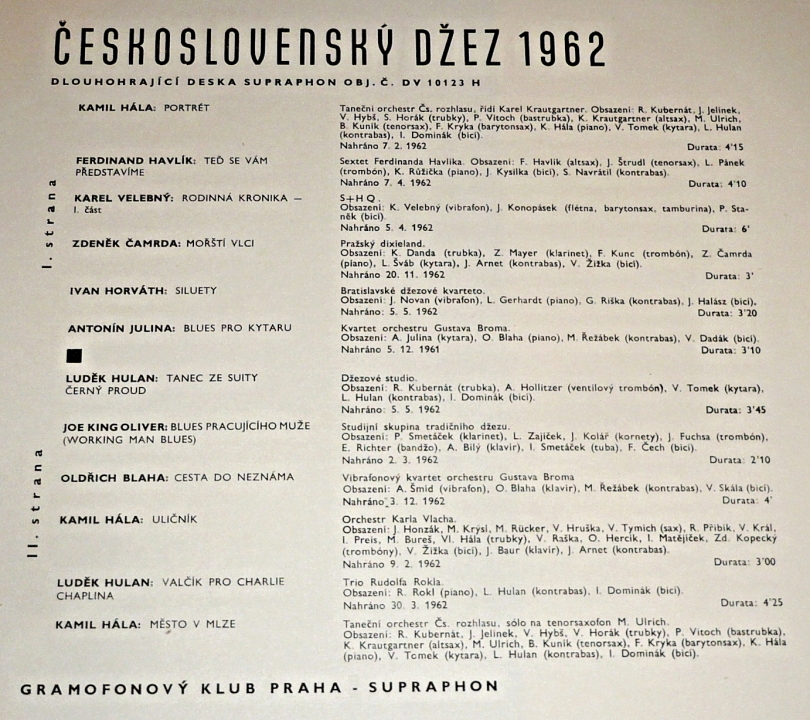 ČESKOSLOVENSKÝ DŽEZ 1962
DLOUHOHRAJÍCÍ DESKA SUPRAPHON OBJ. Č. DV 10123 H
I. strana
KAMIL HÁLA: PORTRÉT
Taneční orchestr Čs. rozhlasu, řídí Karel Krautgartner. Obsazení: R. Kubernát, J. Jelínek,
V. Hybš, S. Horák (trubky), P. Vitoch (bastrubka), K. Krautgartner (altsax), M. Ulrich,
B. Kuník (tenorsax), F. Kryka (barytonsax), K. Hála (piano), V. Tomek (kytara), L. Hulan
(kontrabas), I. Dominák (bicí).
Nahráno 7. 2. 1962 Durata: 4'15
FERDINAND HAVLÍK: TEĎ SE VÁM
PŘEDSTAVÍME
Sextet Ferdinanda Havlíka. Obsazení: F. Havlík (altsax), J. Štrudl (tenorsax), L. Pánek
(trombón), K. Růžička (piano), J. Kysilka (bicí), S. Navrátil (kontrabas).
Nahráno 7. 4. 1962 Durata: 4'10
KAREL VELEBNÝ: RODINNÁ KRONIKA —
I. část
S+H Q.
Obsazení: K. Velebný (vibrafon), J. Konopásek (flétna, barytonsax, tamburina), P. Sta-
něk (bicí).
Nahráno 5. 4. 1962 Durata: 6'
ZDENĚK ČAMRDA: MOŘŠTÍ VLCI
Pražský dixieland.
Obsazení: K. Danda (trubka), Z. Mayer (klarinet), F. Kunc (trombón), Z. Čamrda
(piano), L. Šváb (kytara), J. Arnet (kontrabas), V. Žižka (bicí).
Nahráno 20. 11. 1962 Durata: 3'
IVAN HORVÁTH: SILUETY
Bratislavské džezové kvarteto.
Obsazení: J. Novan (vibrafon), L. Gerhardt (piano), G. Riška (kontrabas), J. Halász (bicí),
Nahráno: 5. 5. 1962 Durata: 3'20
ANTONÍN JULINA: BLUES PRO KYTARU
Kvartet orchestru Gustava Broma.
Obsazení: A. Julina (kytara), O. Blaha (piano), M. Řežábek (kontrabas), V. Dadák (bicí).
Nahráno 5. 12. 1961 Durata: 3'10
II. strana
LUDĚK HULAN: TANEC ZE SUITY
ČERNÝ PROUD
Džezové studio.
Obsazení: R. Kubernát (trubka), A. Hollitzer (ventilový trombón), V. Tomek (kytara),
L. Hulan (kontrabas), I. Dominák (bicí).
Nahráno: 5. 5. 1962 Durata: 3'45
JOE KING OLIVER: BLUES PRACUJÍCÍHO MUŽE
(WORKING MAN BLUES)
Studijní skupina tradičního džezu.
Obsazení: P. Smetáček (klarinet), L. Zajíček, J. Kolář (kornety), J. Fuchsa (trombón),
E. Richter (bandžo), A. Bílý (klavír), I. Smetáček (tuba), F. Čech (bicí).
Nahráno 2. 3. 1962 Durata: 2'10
OLDŘICH BLAHA: CESTA DO NEZNÁMA
Vibrafonový kvartet orchestru Gustava Broma
Obsazení: A. Šmíd (vibrafon), O. Blaha (klavír), M. Řežábek (kontrabas), V. Skála (bicí).
Nahráno 3. 12. 1962 Durata: 4'
KAMIL HÁLA: ULIČNÍK
Orchestr Karla Vlacha.
Obsazení: J. Honzák, M. Krýsl, M. Rücker, V. Hruška, V. Tymich (sax), R. Přibik, V. Král,
I. Preis, M. Bureš, Vl. Hála (trubky), V. Raška, O. Hercík, I. Matějíček, Zd. Kopecký
(trombóny), V. Žižka (bicí), J. Baur (klavír), J. Arnet (kontrabas).
Nahráno 9. 2. 1962 Durata: 3'00
LUDĚK HULAN: VALČÍK PRO CHARLIE
CHAPLINA
Trio Rudolfa Rokla.
Obsazení: R. Rokl (piano), L. Hulan (kontrabas), I. Dominák (bicí).
Nahráno 30. 3. 1962 Durata: 4'25
KAMIL HÁLA: MĚSTO V MLZE
Taneční orchestr Čs. rozhlasu, sólo na tenorsaxofon M. Ulrich.
Obsazení: R. Kubernát, J. Jelínek, V. Hybš, V. Horák (trubky), P. Vitoch (bastrubka),
K. Krautgartner (altsax), M. Ulrich, B. Kuník (tenorsax), F. Kryka (barytonsax), K. Hála
(piano), V. Tomek (kytara), L. Hulan (kontrabas), I. Dominák (bicí).
GRAMOFONOVÝ KLUB PRAHA - SUPRAPHON